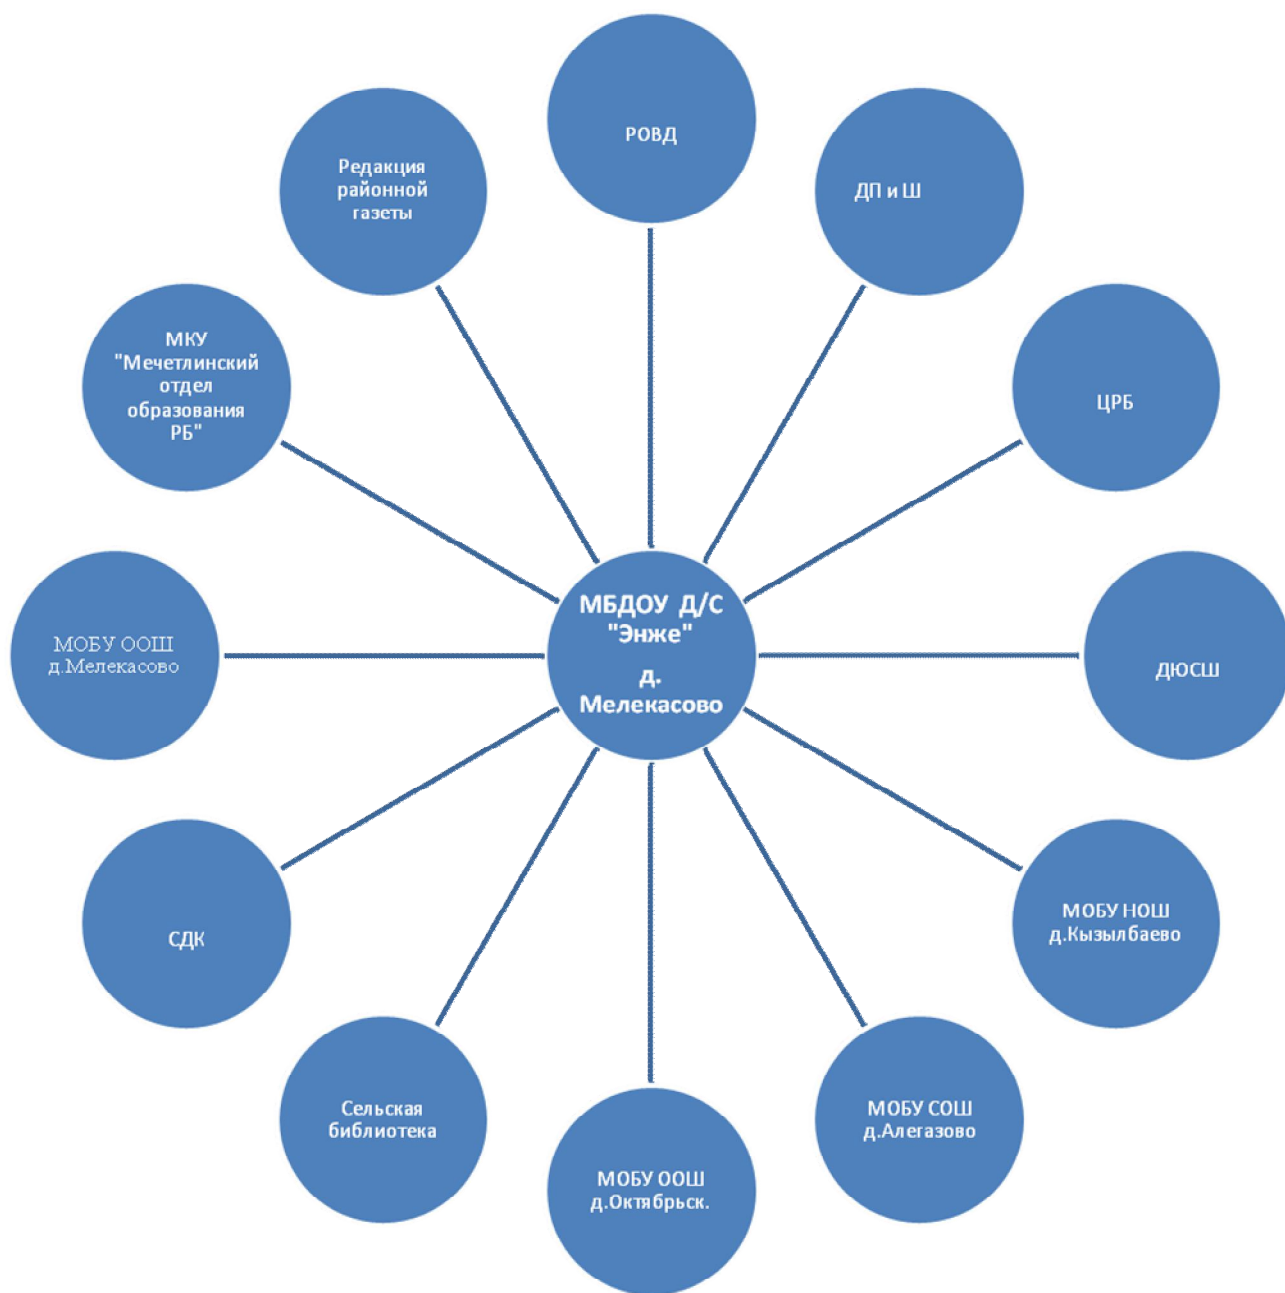 РОВД
ДП и Ш
ЦРБ
ДЮСШ
МОБУ НОШ
д.Кызылбаево
МОБУ СОШ
д.Алегазово
МОБУ ООШ
д.Октябрьск.
Сельская
библиотека
СДК
МОБУ ООШ
д.Мелекасово
МКУ
"Мечетлинский
отдел
образования
РБ"
Редакция
районной
газеты
МБДОУ Д/С
"Энже"
д.
Мелекасово